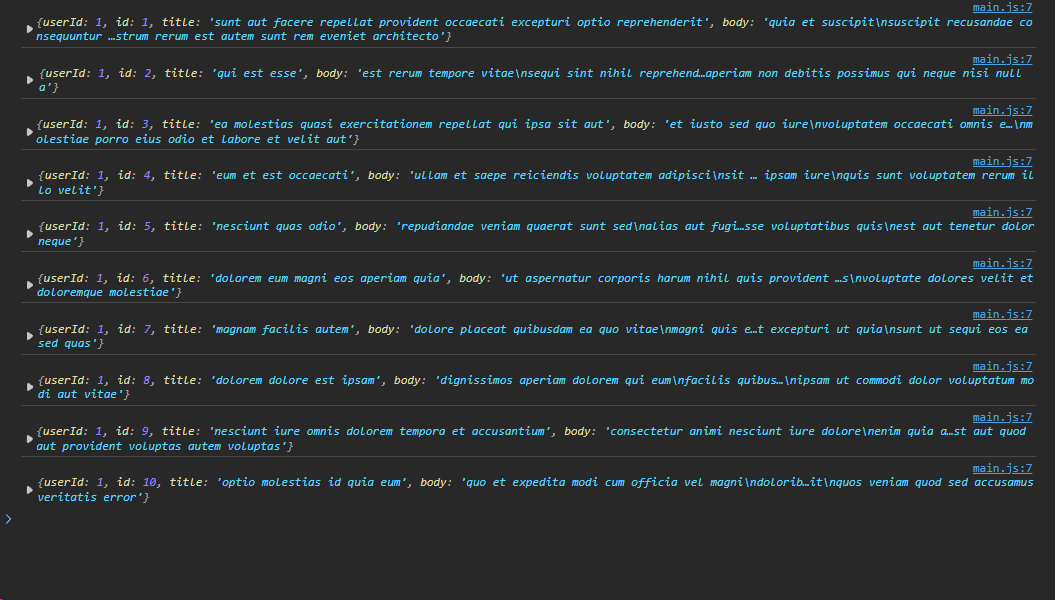 main.js:7
{userId: 1, id: 1, title: 'sunt aut facere repellat provident occaecati excepturi optio reprehenderit', body: 'quia et suscipit\nsuscipit recusandae co
nsequuntur …strum rerum est autem sunt rem eveniet architecto'}
main.js:7
{userId: 1, id: 2, title: 'qui est esse', body: 'est rerum tempore vitae\nsequi sint nihil reprehend…aperiam non debitis possimus qui neque nisi null
a'}
main.js:7
{userId: 1, id: 3, title: 'ea molestias quasi exercitationem repellat qui ipsa sit aut', body: 'et iusto sed quo iure\nvoluptatem occaecati omnis e…\nm
olestiae porro eius odio et labore et velit aut'}
main.js:7
{userId: 1, id: 4, title: 'eum et est occaecati', body: 'ullam et saepe reiciendis voluptatem adipisci\nsit … ipsam iure\nquis sunt voluptatem rerum il
lo velit'}
main.js:7
{userId: 1, id: 5, title: 'nesciunt quas odio', body: 'repudiandae veniam quaerat sunt sed\nalias aut fugi…sse voluptatibus quis\nest aut tenetur dolor
neque'}
main.js:7
{userId: 1, id: 6, title: 'dolorem eum magni eos aperiam quia', body: 'ut aspernatur corporis harum nihil quis provident …s\nvoluptate dolores velit et
doloremque molestiae'}
main.js:7
{userId: 1, id: 7, title: 'magnam facilis autem', body: 'dolore placeat quibusdam ea quo vitae\nmagni quis e…t excepturi ut quia\nsunt ut sequi eos ea
sed quas'}
main.js:7
{userId: 1, id: 8, title: 'dolorem dolore est ipsam', body: 'dignissimos aperiam dolorem qui eum\nfacilis quibus…\nipsam ut commodi dolor voluptatum mo
di aut vitae'}
main.js:7
{userId: 1, id: 9, title: 'nesciunt iure omnis dolorem tempora et accusantium', body: 'consectetur animi nesciunt iure dolore\nenim quia a…st aut quod
aut provident voluptas autem voluptas'}
main.js:7
{userId: 1, id: 10, title: 'optio molestias id quia eum', body: 'quo et expedita modi cum officia vel magni\ndolorib…it\nquos veniam quod sed accusamus
veritatis error'}